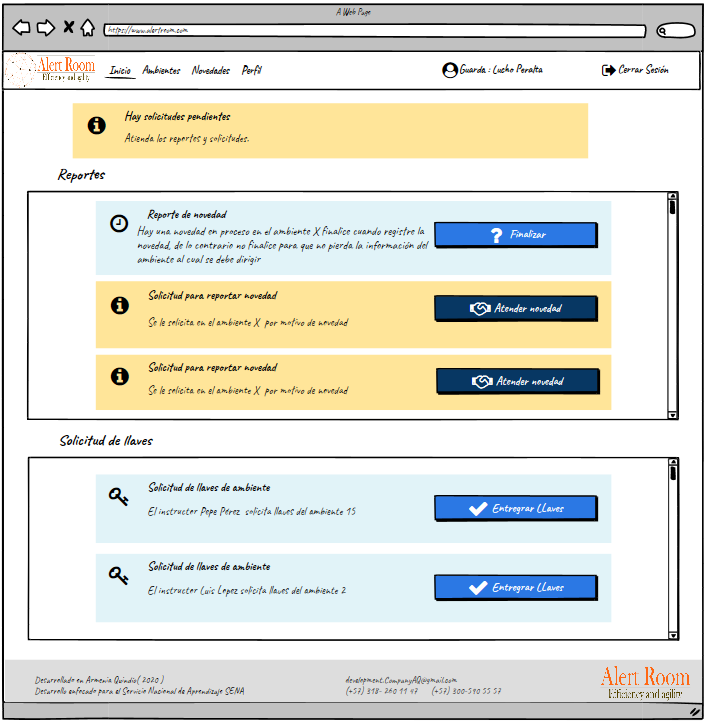 A Web Page
https://www.alertroom.com
Alert Room
Efficiency and agility
Inicio Ambientes Novedades Perfil
Guarda : Lucho Peralta
Cerrar Sesión
Hay solicitudes pendientes
Atienda los reportes y solicitudes.
Reportes
Reporte de novedad
Hay una novedad en proceso en el ambiente X finalice cuando registre la
novedad, de lo contrario no finalice para que no pierda la información del
ambiente al cual se debe dirigir
Finalizar
Solicitud para reportar novedad
Se le solicita en el ambiente X por motivo de novedad
Atender novedad
Solicitud para reportar novedad
Se le solicita en el ambiente X por motivo de novedad
Atender novedad
Solicitud de llaves
Solicitud de llaves de ambiente
El instructor Pepe Perez solicita llaves del ambiente 15
Entregrar LLaves
Solicitud de llaves de ambiente
El instructor Luis Lopez solicita llaves del ambiente 2
Entregrar LLaves
Desarrollado en Armenia Quindio( 2020 )
Desarrollo enfocado para el Servicio Nacional de Aprendizaje SENA
development.CompanyAQ@gmail.com
(+57) 318- 260 11 47 (+57) 300-590 55 57
Alert Room
Efficiency and agility